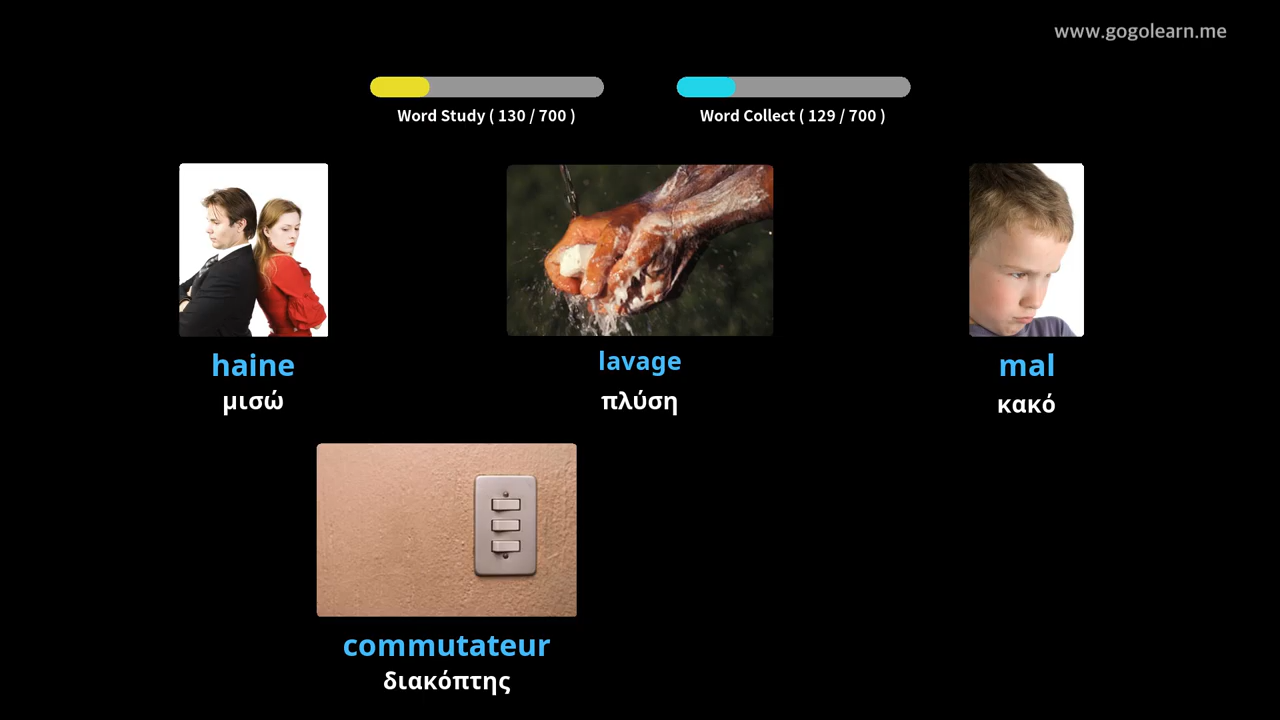 www.gogolearn.me
Word Study ( 130 / 700 )
Word Collect ( 129 / 700 )
haine
μισώ
lavage
πλύση
mal
κακό
commutateur
διακόπτης